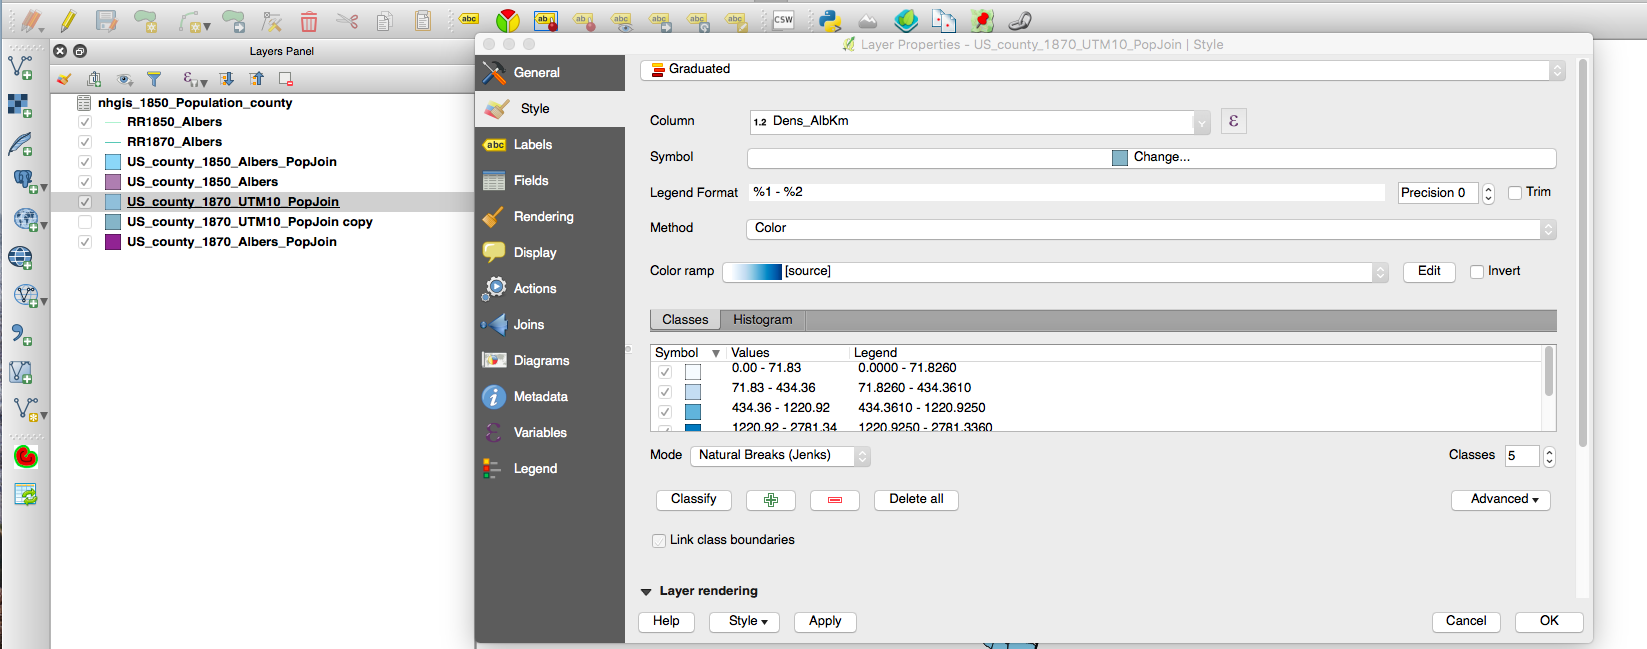 abc abc abc abc abc abc abc CSW
Layers Panel
nhgis_1850_Population_county
RR1850_Albers
RR1870_Albers
US_county_1850_Albers_PopJoin
US_county_1850_Albers
US_county_1870_UTM10_PopJoin
US_county_1870_UTM10_PopJoin copy
US_county_1870_Albers_PopJoin
Layer Properties - US_county_1870_UTM10_PopJoin | Style
General
Style
abc Labels
Fields
Rendering
Display
Actions
Joins
Diagrams
Metadata
Variables
Legend
Graduated
Column 1.2 Dens_AlbKm ε
Symbol Change...
Legend Format %1 - %2 Precision 0 Trim
Method Color
Color ramp [source] Edit Invert
Classes Histogram
Symbol Values Legend
0.00 - 71.83 0.0000 - 71.8260
71.83 - 434.36 71.8260 - 434.3610
434.36 - 1220.92 434.3610 - 1220.9250
1220.92 - 2781.34 1220.9250 - 2781.3360
Mode Natural Breaks (Jenks) Classes 5
Classify Delete all Advanced
Link class boundaries
Layer rendering
Help Style Apply Cancel OK